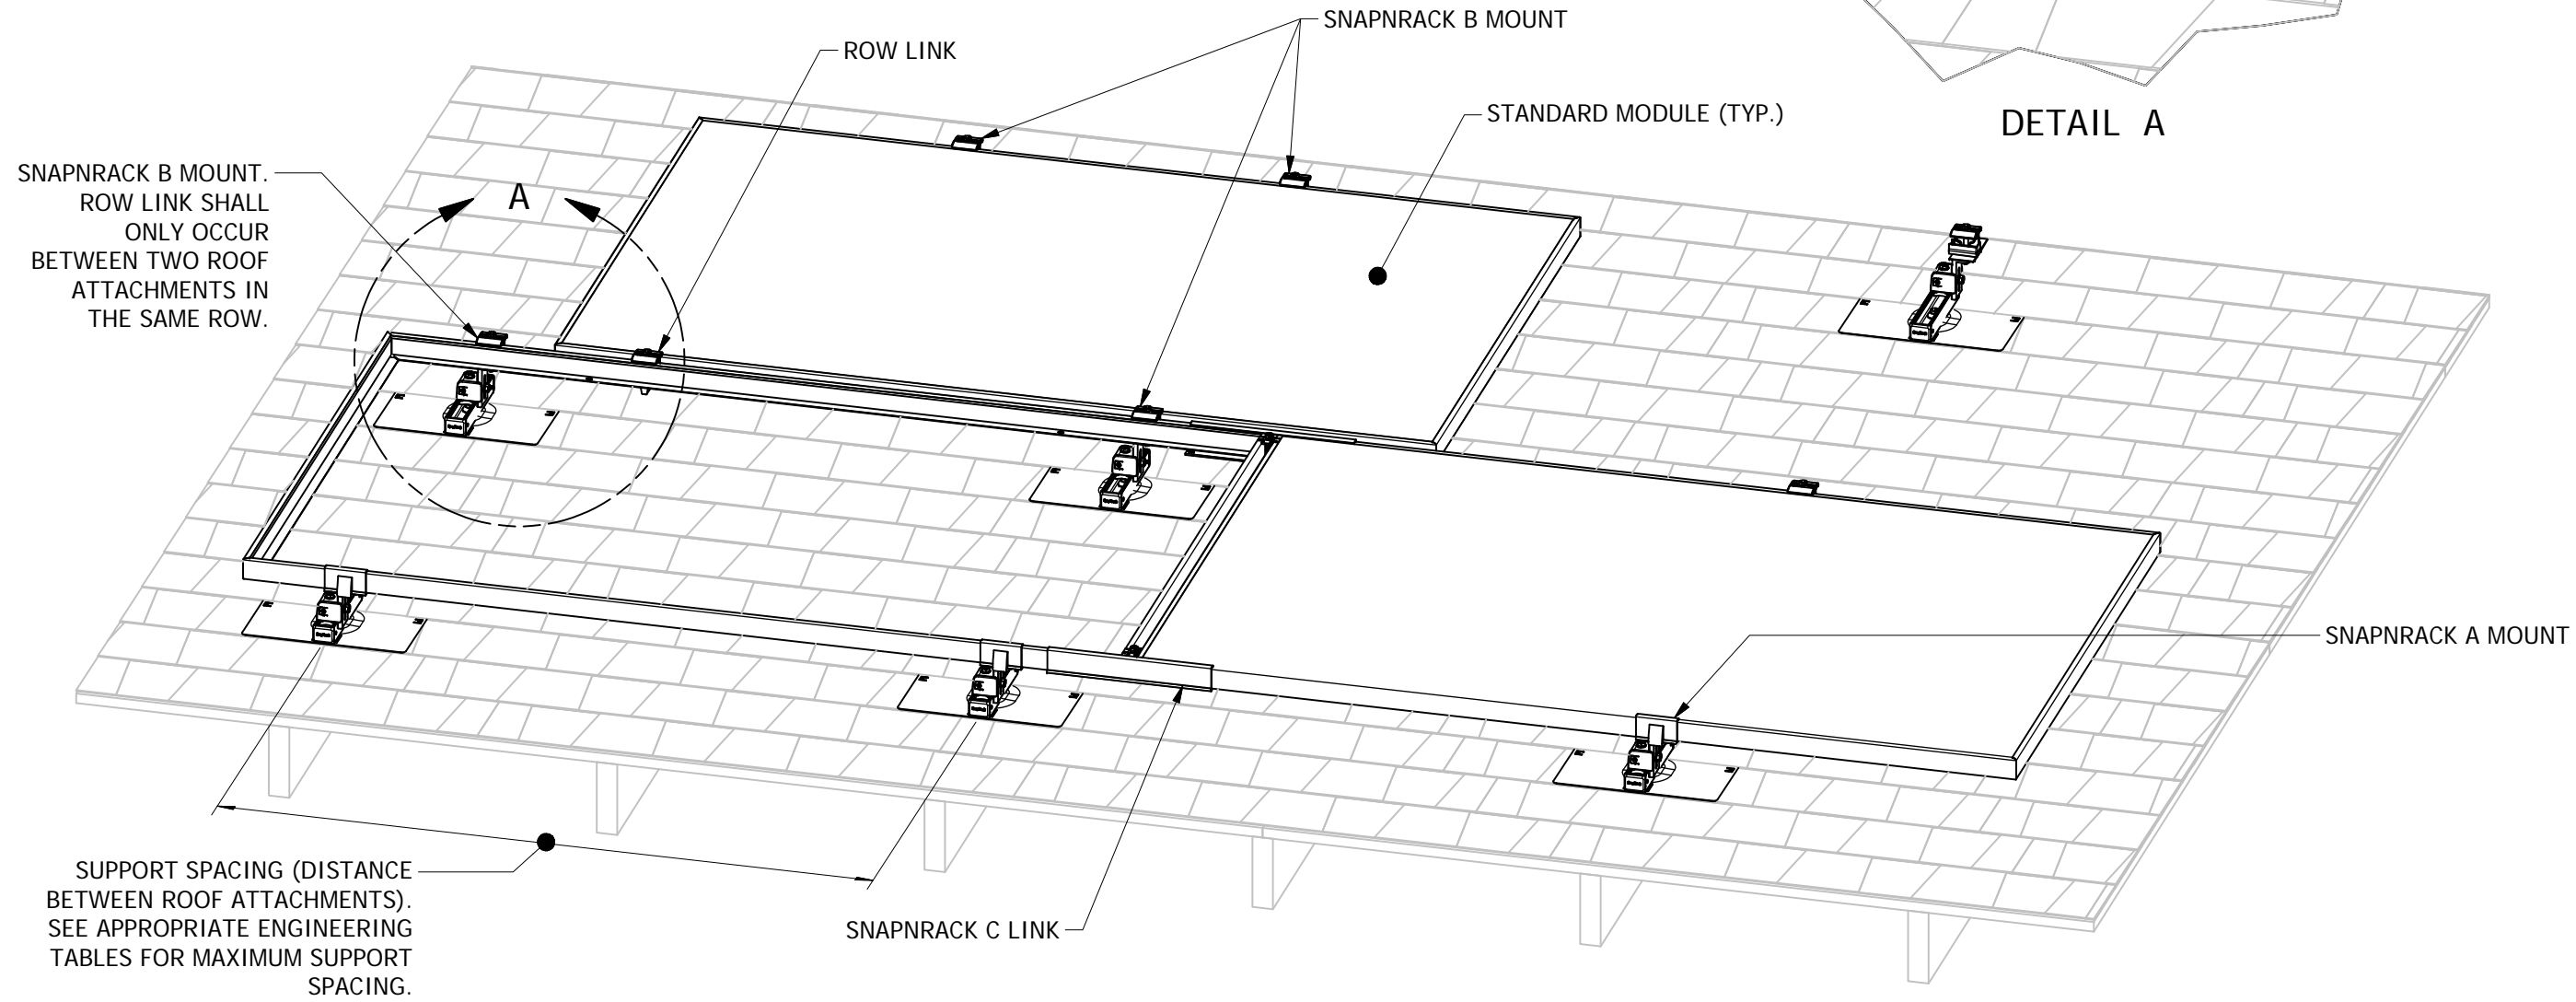 SNAPNRACK B MOUNT
ROW LINK
STANDARD MODULE (TYP.)
DETAIL A
SNAPNRACK B MOUNT.
ROW LINK SHALL
ONLY OCCUR
BETWEEN TWO ROOF
ATTACHMENTS IN
THE SAME ROW.
A
SNAPNRACK A MOUNT
SUPPORT SPACING (DISTANCE
BETWEEN ROOF ATTACHMENTS).
SEE APPROPRIATE ENGINEERING
TABLES FOR MAXIMUM SUPPORT
SPACING.
SNAPNRACK C LINK